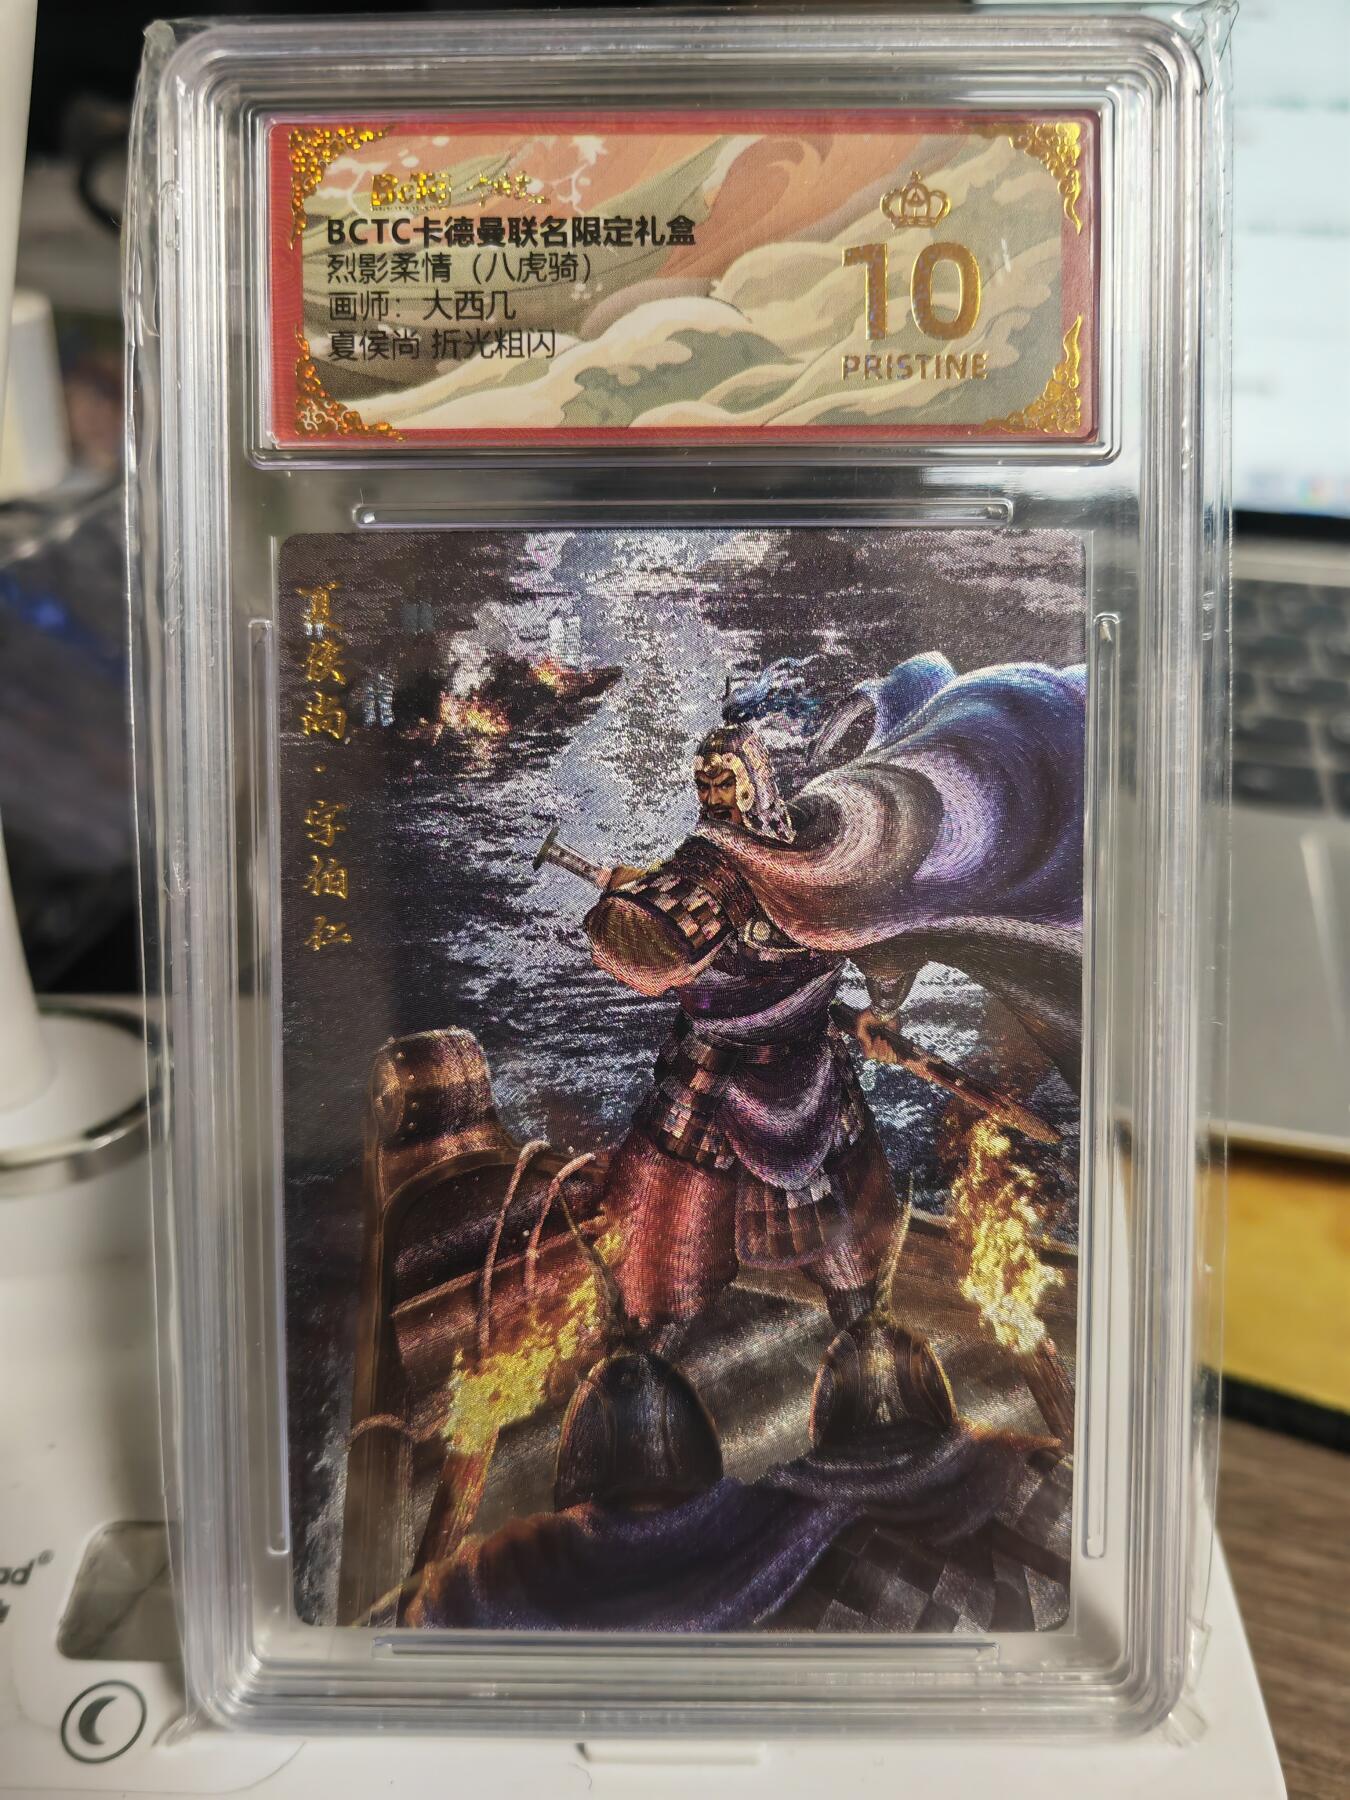 BCTC卡德曼联名限定礼盒
烈影柔情（八虎骑）
画师：大西几
夏侯尚 折光粗闪
10
PRISTINE
夏侯尚·字伯仁